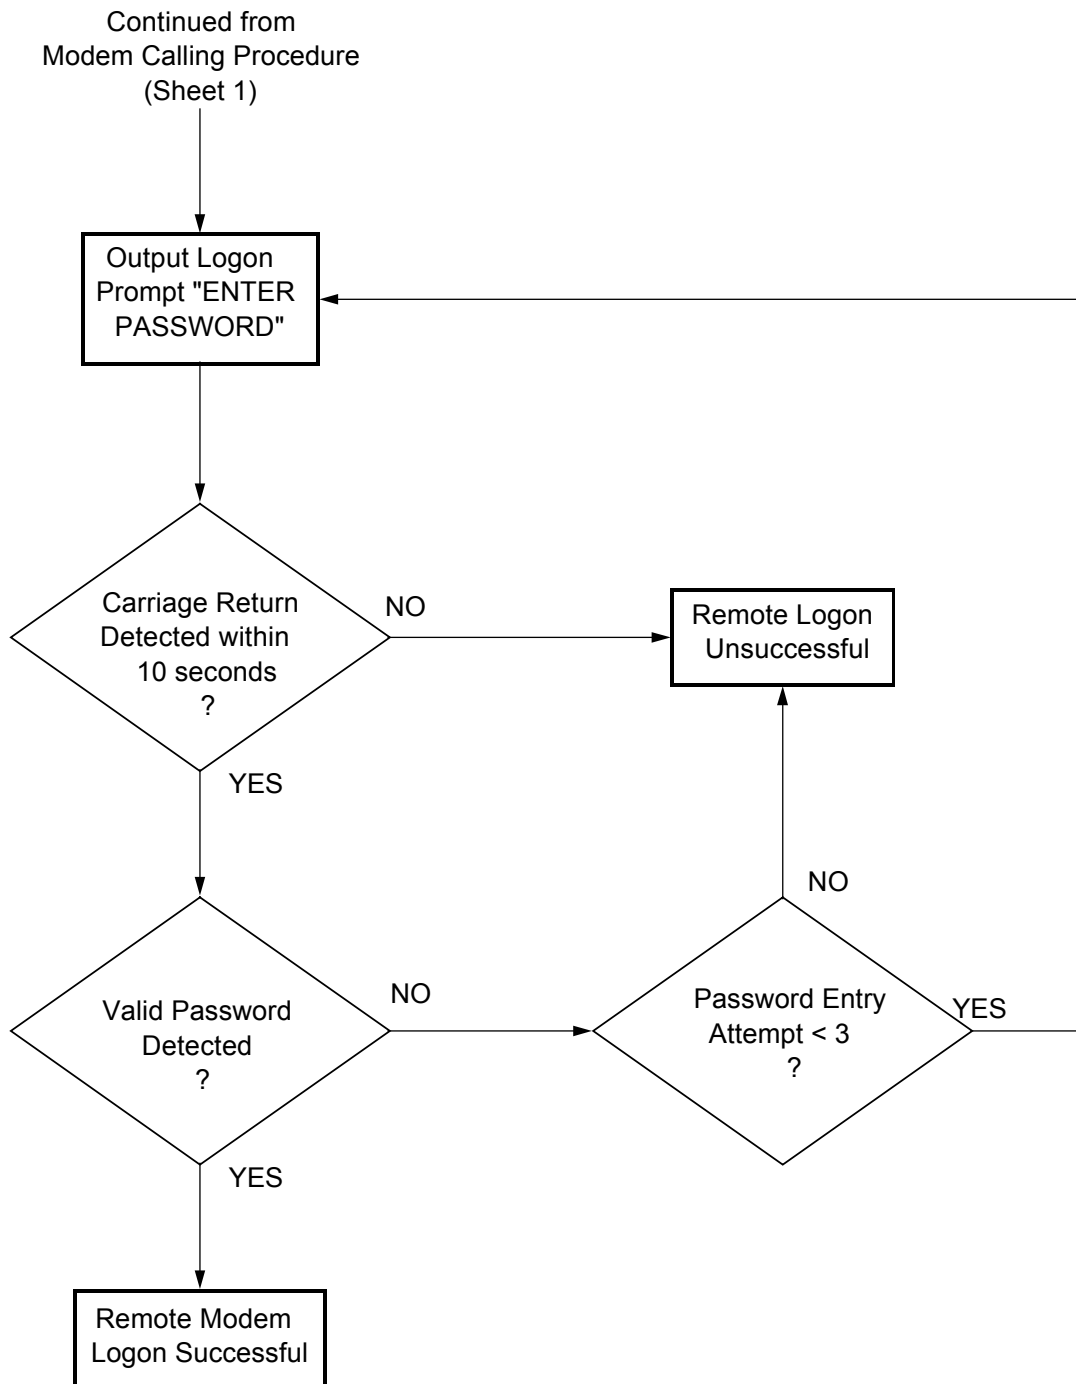 Continued from
Modem Calling Procedure
(Sheet 1)
Output Logon
Prompt "ENTER
PASSWORD"
Carriage Return
Detected within
10 seconds
?
NO
YES
Remote Logon
Unsuccessful
Valid Password
Detected
?
NO
YES
Password Entry
Attempt < 3
?
NO
YES
Remote Modem
Logon Successful